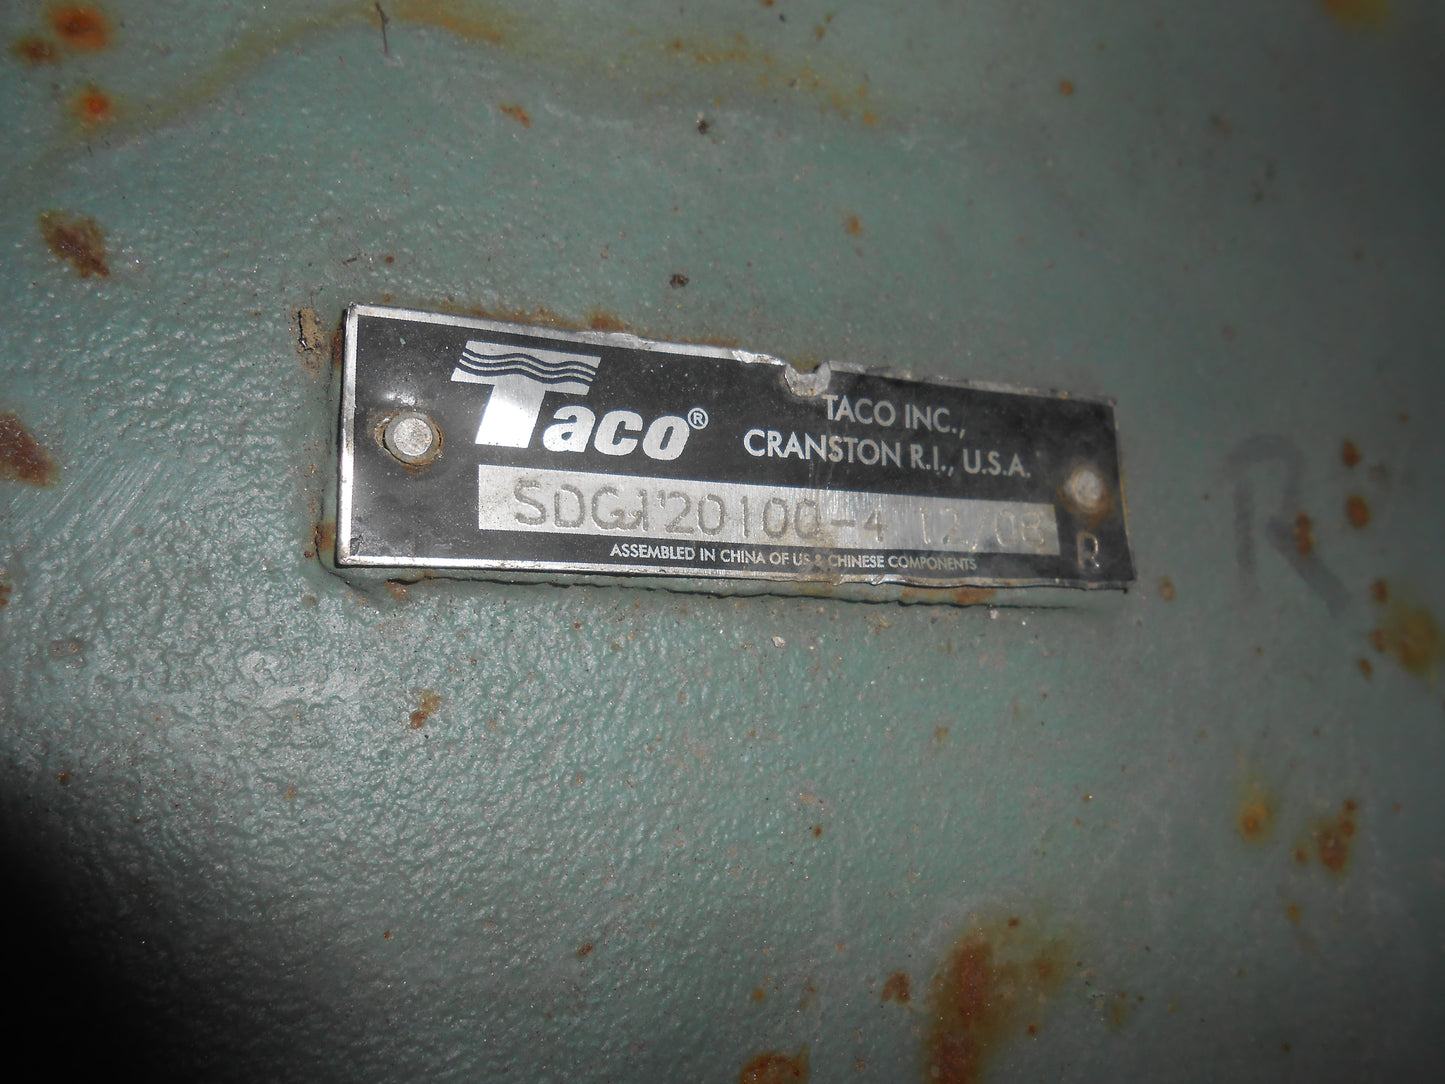 Taco®
TACO INC.,
CRANSTON R.I., U.S.A.
SDG120100-4 12/08
ASSEMBLED IN CHINA OF US & CHINESE COMPONENTS
R
R